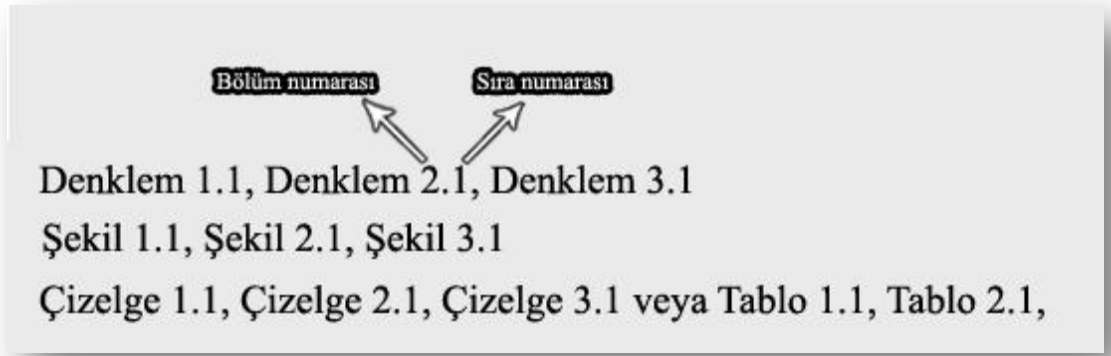 Bölüm numarası Sıra numarası
Denklem 1.1, Denklem 2.1, Denklem 3.1
Şekil 1.1, Şekil 2.1, Şekil 3.1
Çizelge 1.1, Çizelge 2.1, Çizelge 3.1 veya Tablo 1.1, Tablo 2.1,